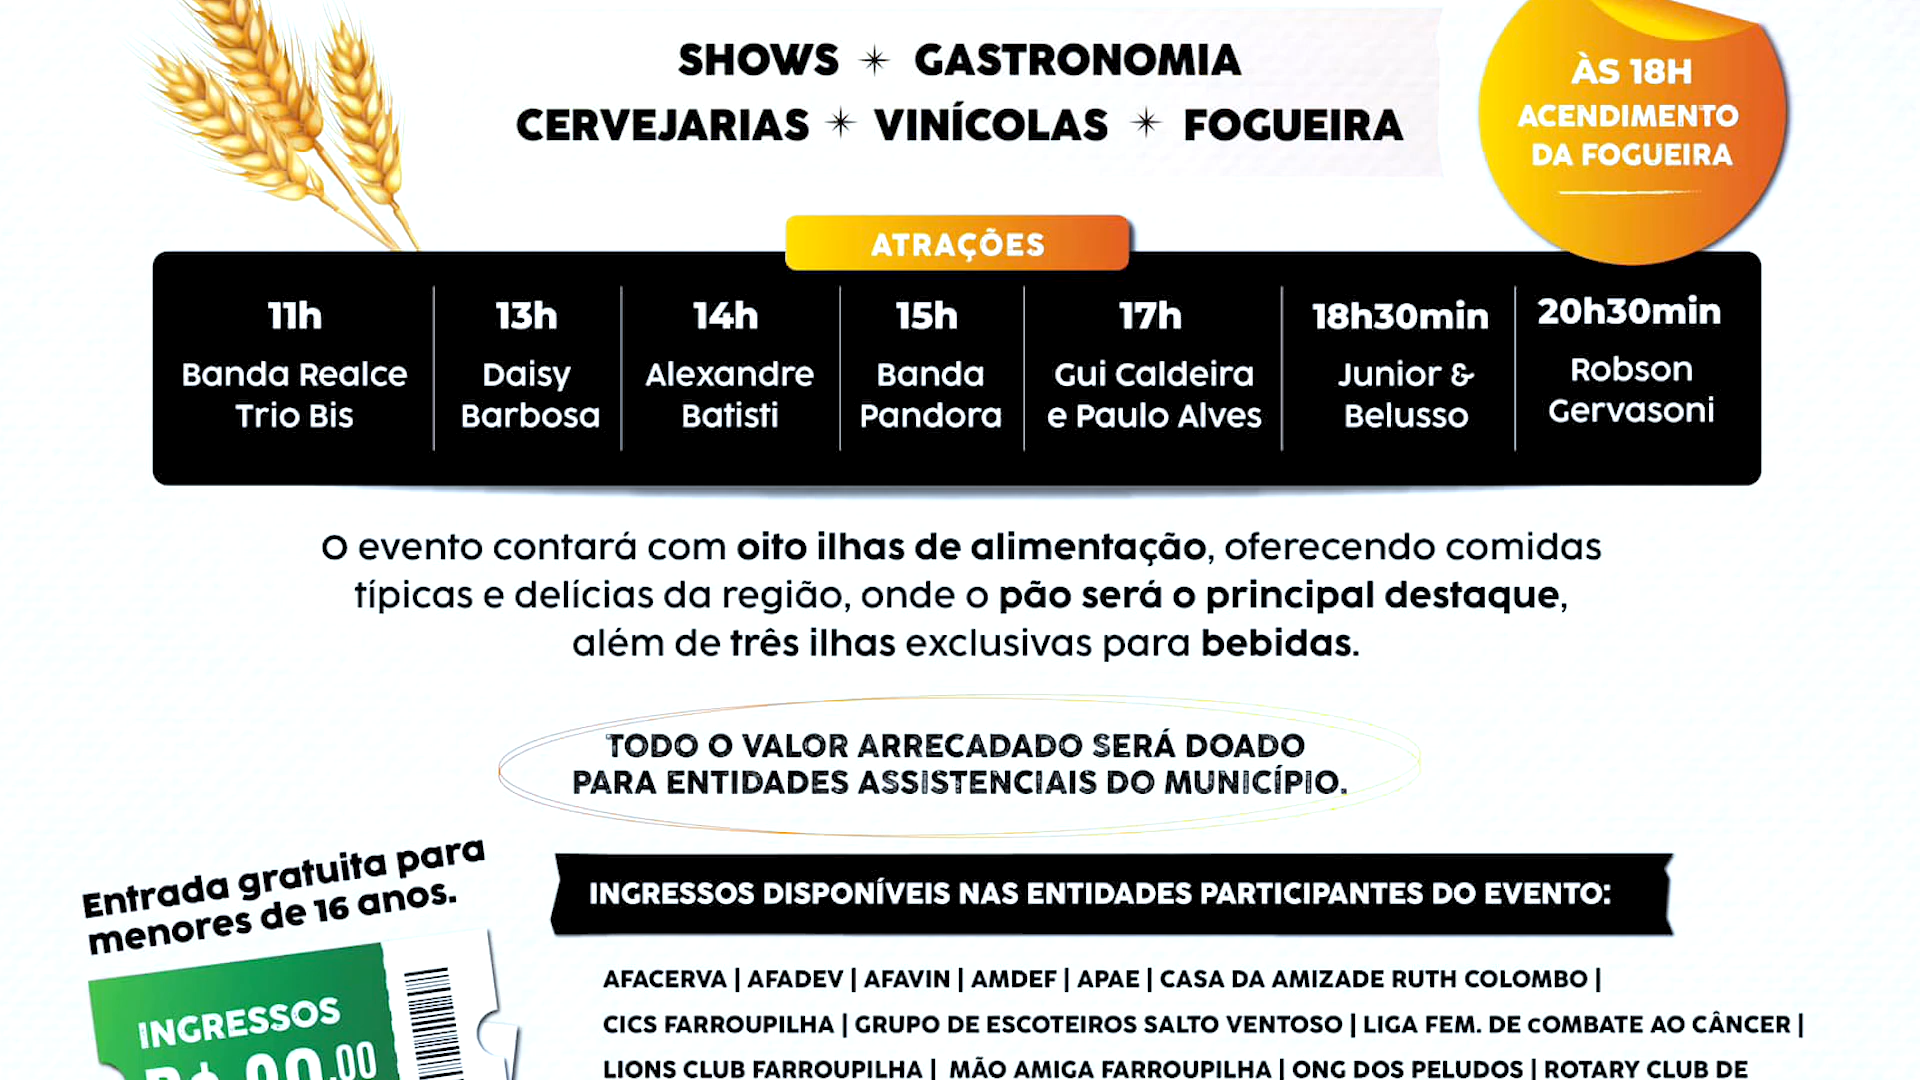 SHOWS GASTRONOMIA
CERVEJARIAS VINÍCOLAS FOGUEIRA
ÀS 18H
ACENDIMENTO
DA FOGUEIRA
ATRAÇÕES
11h
Banda Realce
Trio Bis
13h
Daisy
Barbosa
14h
Alexandre
Batisti
15h
Banda
Pandora
17h
Gui Caldeira
e Paulo Alves
18h30min
Junior &
Belusso
20h30min
Robson
Gervasoni
O evento contará com oito ilhas de alimentação, oferecendo comidas
típicas e delícias da região, onde o pão será o principal destaque,
além de três ilhas exclusivas para bebidas.
TODO O VALOR ARRECADADO SERÁ DOADO
PARA ENTIDADES ASSISTENCIAIS DO MUNICÍPIO.
Entrada gratuita para
menores de 16 anos.
INGRESSOS
INGRESSOS DISPONÍVEIS NAS ENTIDADES PARTICIPANTES DO EVENTO:
AFACERVA | AFADEV | AFAVIN | AMDEF | APAE | CASA DA AMIZADE RUTH COLOMBO |
CICS FARROUPILHA | GRUPO DE ESCOTEIROS SALTO VENTOSO | LIGA FEM. DE COMBATE AO CÂNCER |
LIONS CLUB FARROUPILHA | MÃO AMIGA FARROUPILHA | ONG DOS PELUDOS | ROTARY CLUB DE